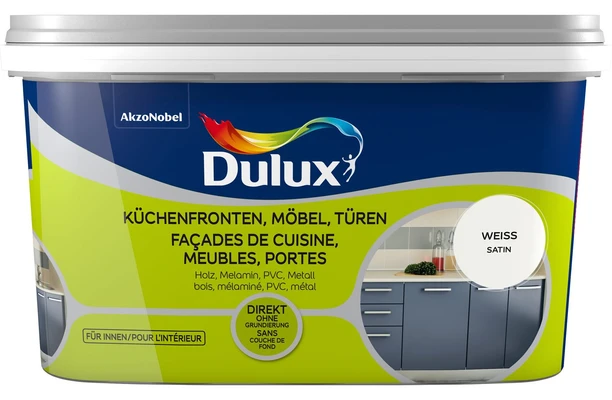 AkzoNobel
Dulux
KÜCHENFRONTEN, MÖBEL, TÜREN
FAÇADES DE CUISINE,
MEUBLES, PORTES
Holz, Melamin, PVC, Metall
bois, mélaminé, PVC, métal
WEISS
SATIN
DIREKT
OHNE
GRUNDIERUNG
SANS
COUCHE DE
FOND
FÜR INNEN/POUR L'INTÉRIEUR